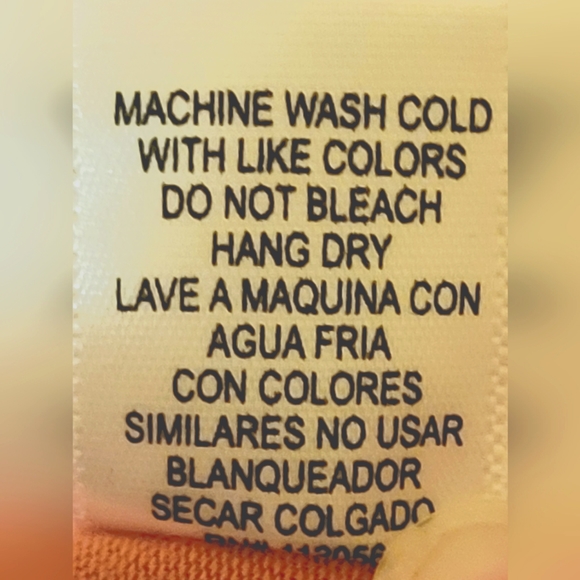 MACHINE WASH COLD
WITH LIKE COLORS
DO NOT BLEACH
HANG DRY
LAVE A MAQUINA CON
AGUA FRIA
CON COLORES
SIMILARES NO USAR
BLANQUEADOR
SECAR COLGADO